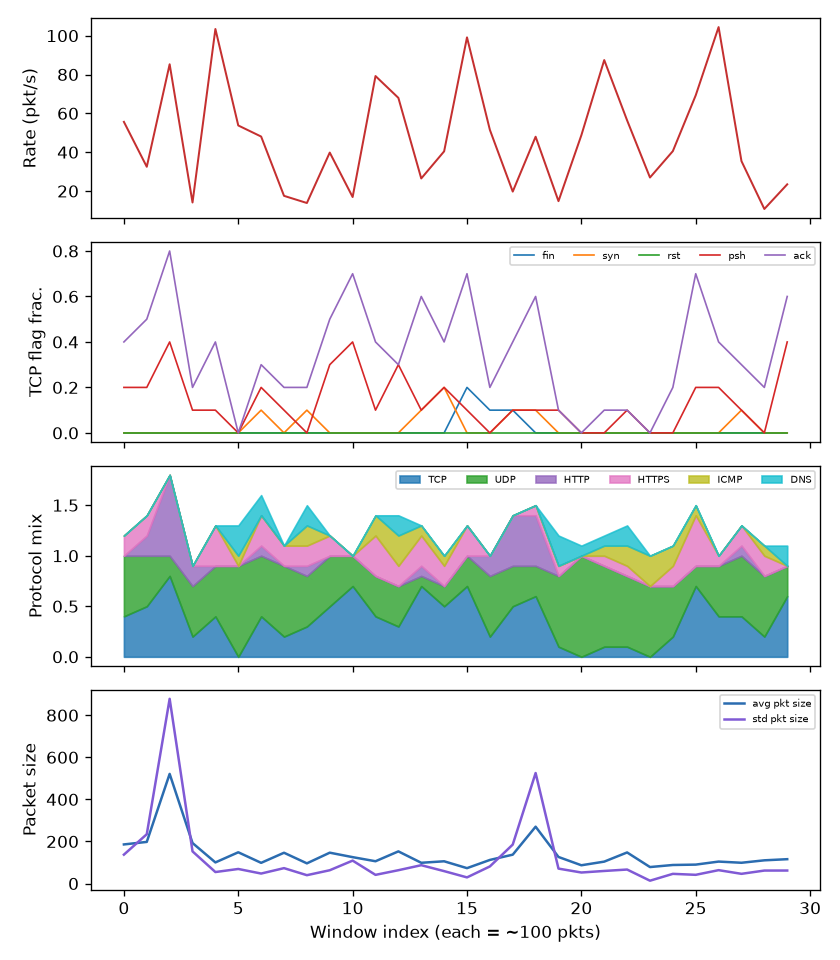 100
80
60
40
20
Rate (pkt/s)
0.8
0.6
0.4
0.2
0.0
TCP flag frac.
fin syn rst psh ack
1.5
1.0
0.5
0.0
Protocol mix
TCP UDP HTTP HTTPS ICMP DNS
800
600
400
200
0
Packet size
avg pkt size
std pkt size
0 5 10 15 20 25 30
Window index (each = ~100 pkts)